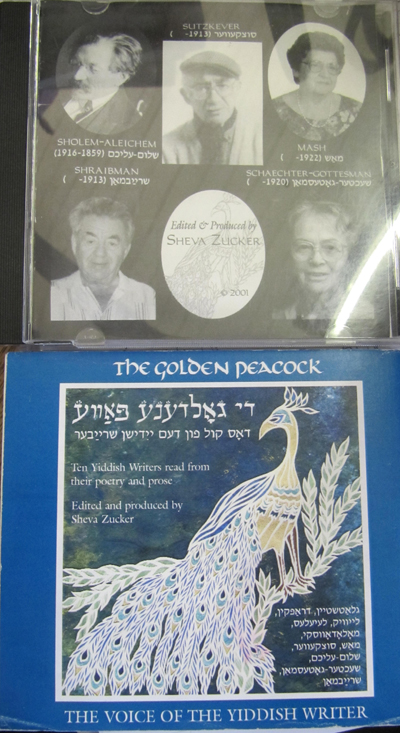 SUTZKEVER
סוצקעווער (1913-    )
SHOLEM-ALEICHEM
שלום-עליכם (1859-1916)
MASH
מאַש (1922-    )
SHRAIBMAN
שרײַבמאַן (1913-    )
SCHAECHTER-GOTTESMAN
שעכטער-גאָטעסמאַן (1920-    )
Edited & Produced by
SHEVA ZUCKER
© 2001
THE GOLDEN PEACOCK
די גאָלדענע פּאַווע
דאָס קול פֿון דעם ייִדישן שרײַבער
Ten Yiddish Writers read from
their poetry and prose
Edited and produced by
Sheva Zucker
גלאַטשטיין, דראָפּקין,
לייוויק, לעיעלעס,
מאָלאָדאָווסקי,
מאַש, סוצקעווער,
שלום-עליכם,
שעכטער-גאָטעסמאַן,
שרײַבמאַן
THE VOICE OF THE YIDDISH WRITER